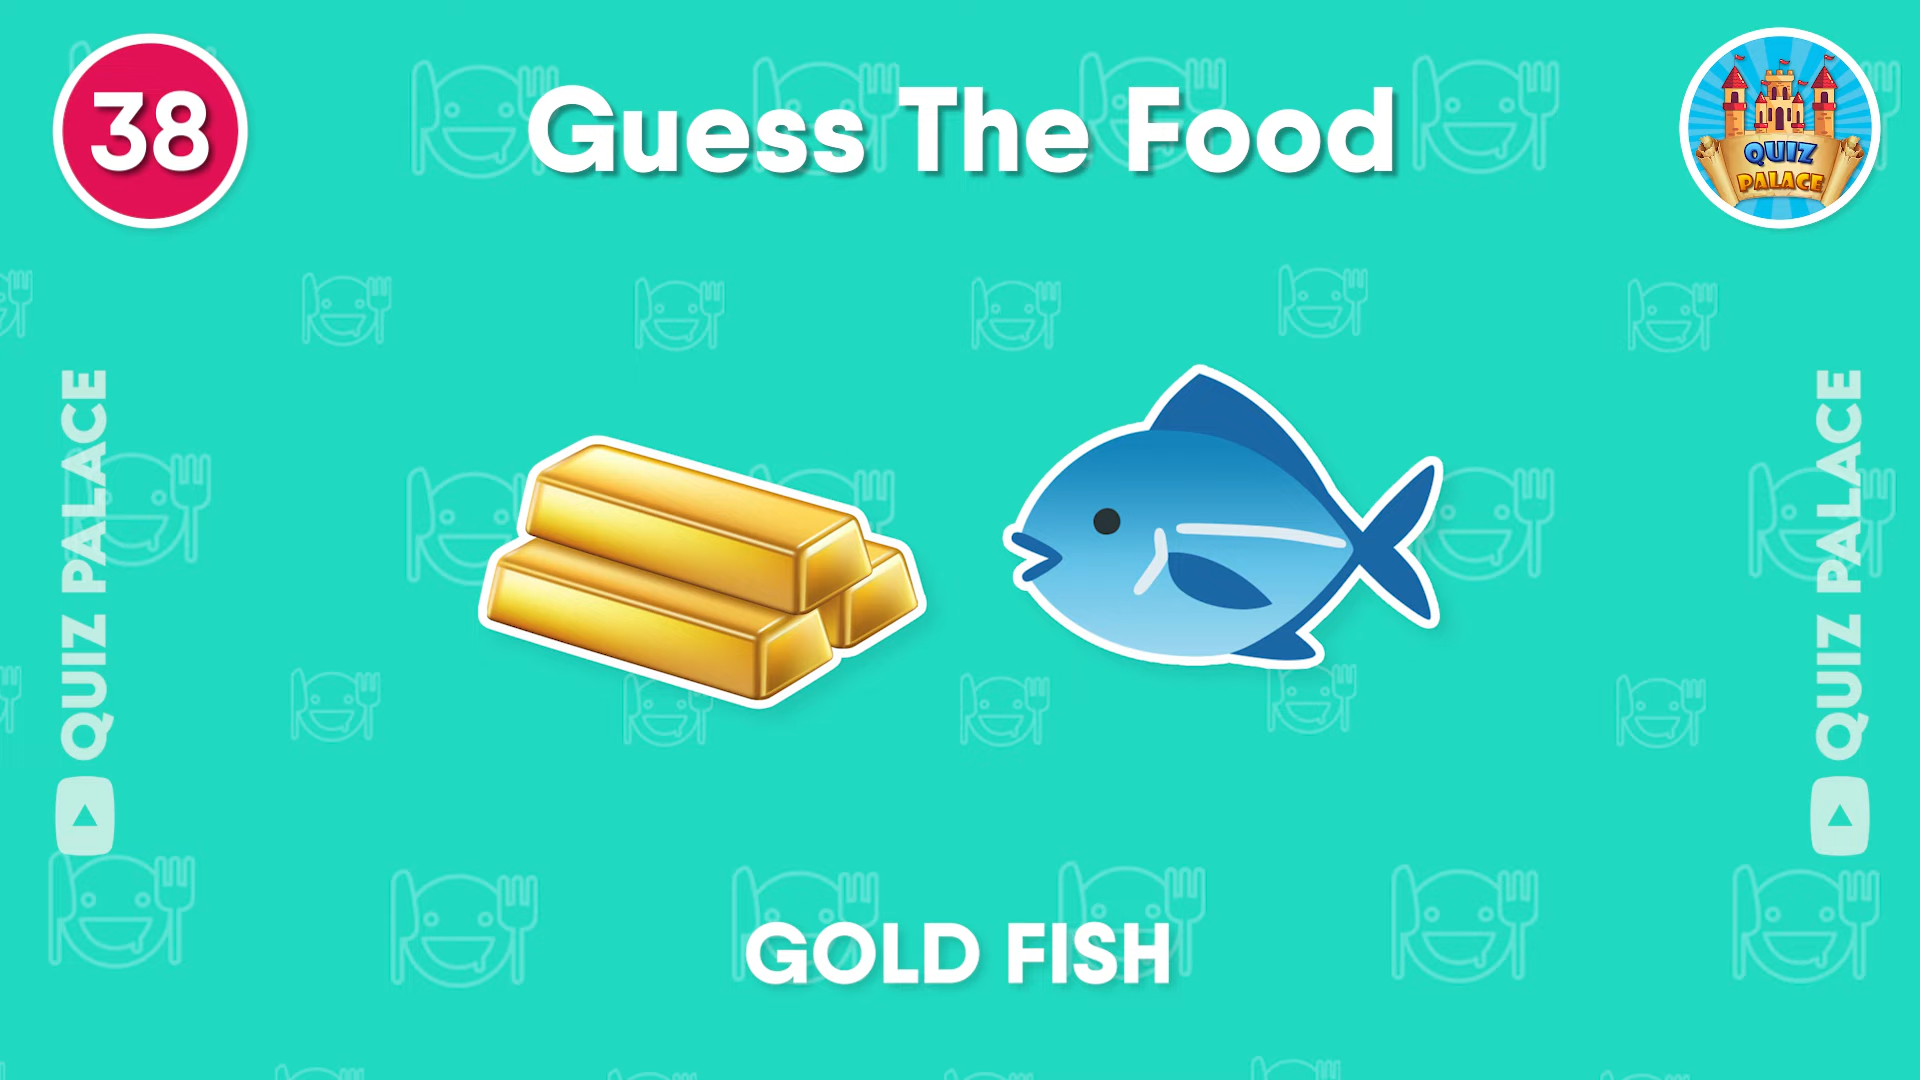 38
Guess The Food
QUIZ
PALACE
QUIZ PALACE
QUIZ PALACE
GOLD FISH